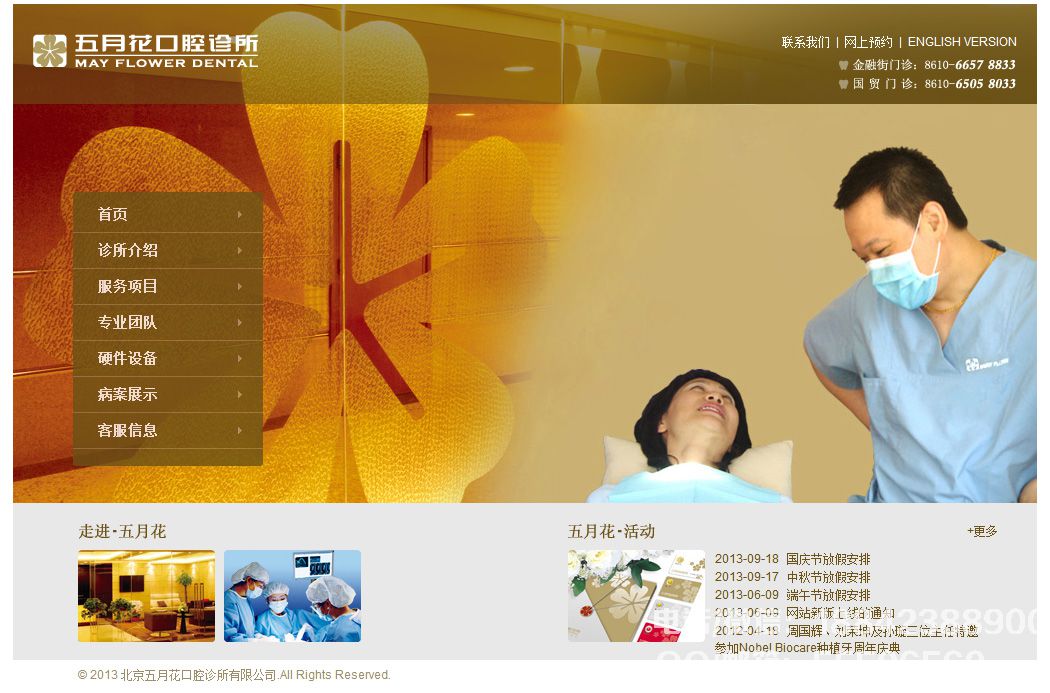 五月花口腔诊所
MAY FLOWER DENTAL
联系我们 | 网上预约 | ENGLISH VERSION
金融街门诊: 8610-6657 8833
国贸门诊: 8610-6505 8033
首页
诊所介绍
服务项目
专业团队
硬件设备
病案展示
客服信息
走进·五月花
五月花·活动
+更多
2013-09-18 国庆节放假安排
2013-09-17 中秋节放假安排
2013-06-09 端午节放假安排
2013-06-09 网站新版上线的通知
2012-04-19 周国辉、刘荣坤及孙 三位主任特邀
参加Nobel Biocare种植牙周年庆典
© 2013 北京五月花口腔诊所有限公司.All Rights Reserved.